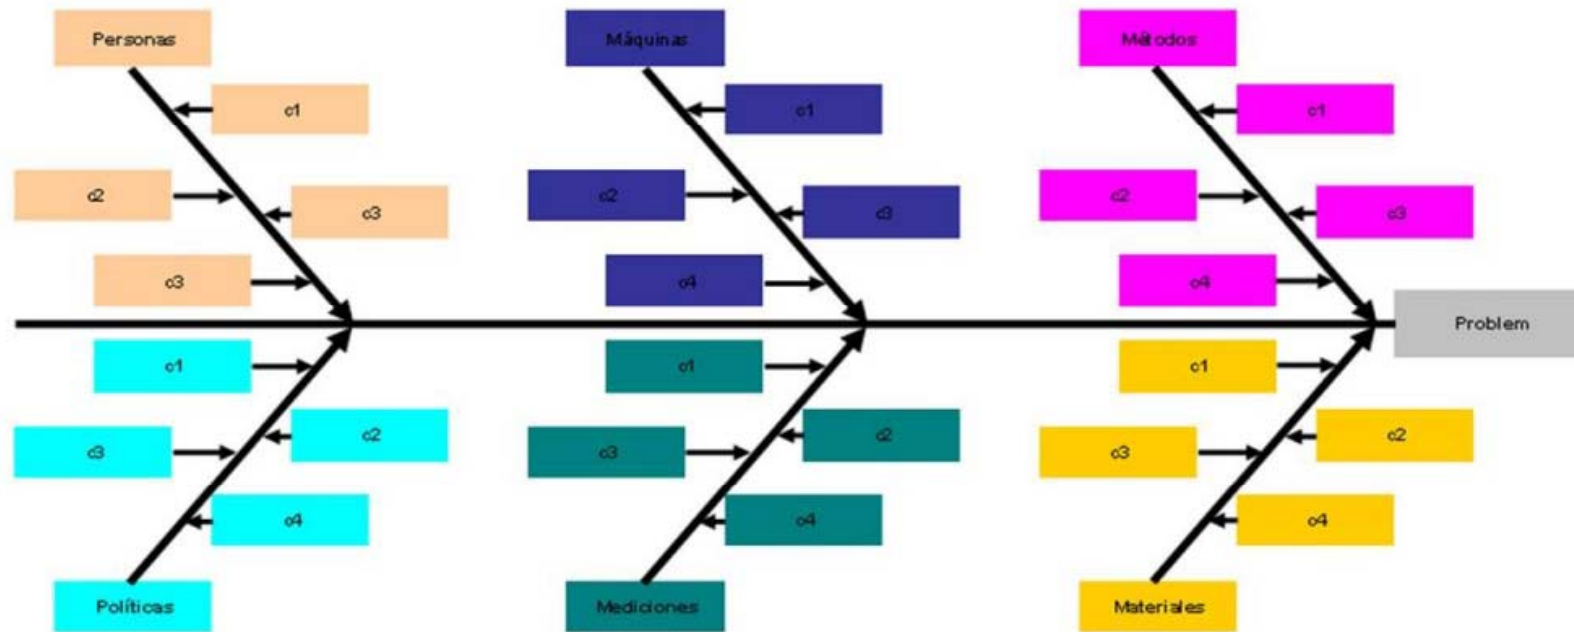 Personas
Máquinas
Métodos
c1
c1
c1
c2
c2
c2
c3
c3
c3
c3
c4
c4
Problem
c1
c1
c1
c2
c2
c2
c3
c3
c3
c4
c4
c4
Políticas
Mediciones
Materiales